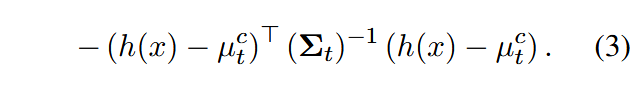 − (h(x) − μ_t^c)^⊤ (Σ_t)^{−1} (h(x) − μ_t^c) . (3)